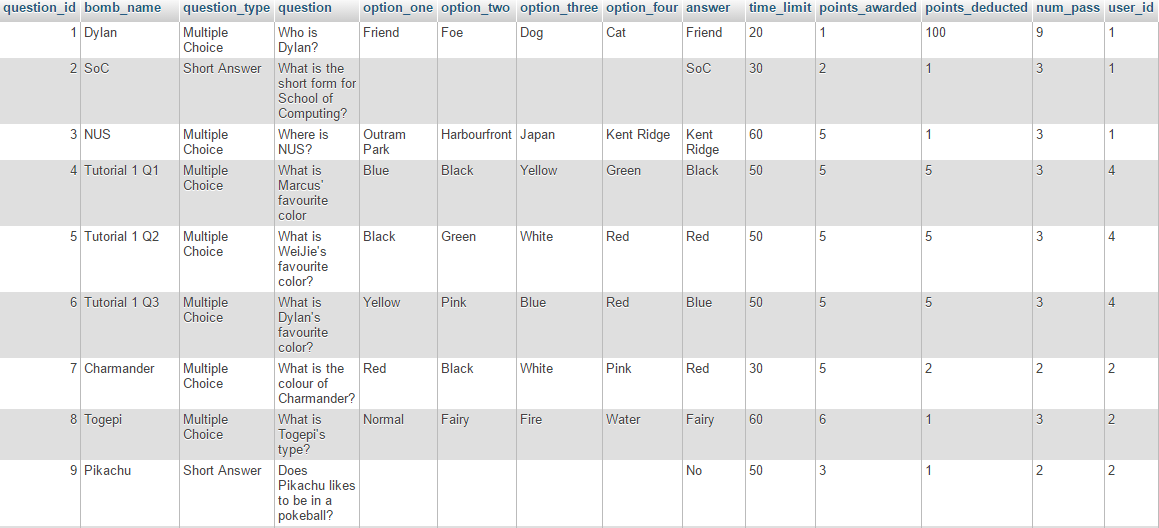 question_id bomb_name question_type question option_one option_two option_three option_four answer time_limit points_awarded points_deducted num_pass user_id
1 Dylan Multiple Who is Friend Foe Dog Cat Friend 20 1 100 9 1
Choice Dylan?
2 SoC Short Answer What is the SoC 30 2 1 3 1
short form for
School of
Computing?
3 NUS Multiple Where is Outram Harbourfront Japan Kent Ridge Kent 60 5 1 3 1
Choice NUS? Park Ridge
4 Tutorial 1 Q1 Multiple What is Blue Black Yellow Green Black 50 5 5 3 4
Choice Marcus'
favourite
color
5 Tutorial 1 Q2 Multiple What is Black Green White Red Red 50 5 5 3 4
Choice WeiJie's
favourite
color?
6 Tutorial 1 Q3 Multiple What is Yellow Pink Blue Red Blue 50 5 5 3 4
Choice Dylan's
favourite
color?
7 Charmander Multiple What is the Red Black White Pink Red 30 5 2 2 2
Choice colour of
Charmander?
8 Togepi Multiple What is Normal Fairy Fire Water Fairy 60 6 1 3 2
Choice Togepi's
type?
9 Pikachu Short Answer Does No 50 3 1 2 2
Pikachu likes
to be in a
pokeball?